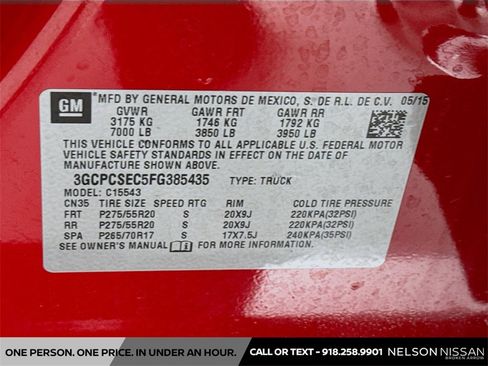 GM
*MFD BY GENERAL MOTORS DE MEXICO, S. DE R.L. DE C.V. 05/15
GVWR GAWR FRT GAWR RR
3175 KG 1746 KG 1792 KG
7000 LB 3850 LB 3950 LB
THIS VEHICLE CONFORMS TO ALL APPLICABLE U.S. FEDERAL MOTOR
VEHICLE SAFETY AND THEFT PREVENTION STANDARDS IN EFFECT ON
THE DATE OF MANUFACTURE SHOWN ABOVE.
3GCPCSEC5FG385435 TYPE: TRUCK
MODEL: C15543
CN35 TIRE SIZE SPEED RTG RIM COLD TIRE PRESSURE
FRT P275/55R20 S 20X9J 220KPA(32PSI)
RR P275/55R20 S 20X9J 220KPA(32PSI)
SPA P265/70R17 S 17X7.5J 240KPA(35PSI)
SEE OWNER'S MANUAL FOR MORE INFORMATION.
ONE PERSON. ONE PRICE. IN UNDER AN HOUR. CALL OR TEXT - 918.258.9901 NELSON NISSAN
BROKEN ARROW